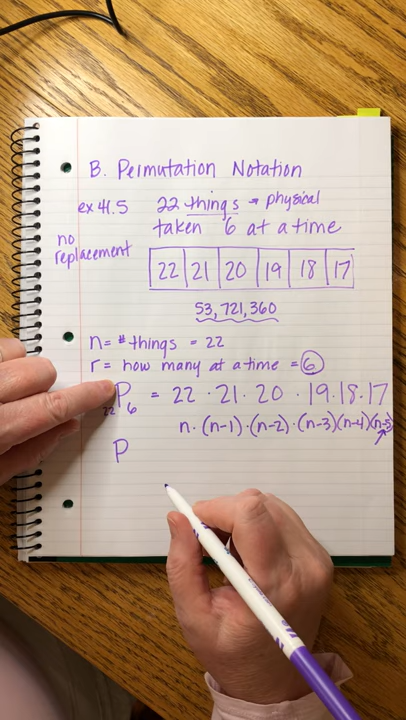 B. Permutation Notation
ex 41.5 22 things → physical
taken 6 at a time
no
replacement
22 21 20 19 18 17
53,721,360
n = # things = 22
r = how many at a time = 6
22P6 = 22 · 21 · 20 · 19 · 18 · 17
n · (n-1) · (n-2) · (n-3)(n-4)(n-5)
P